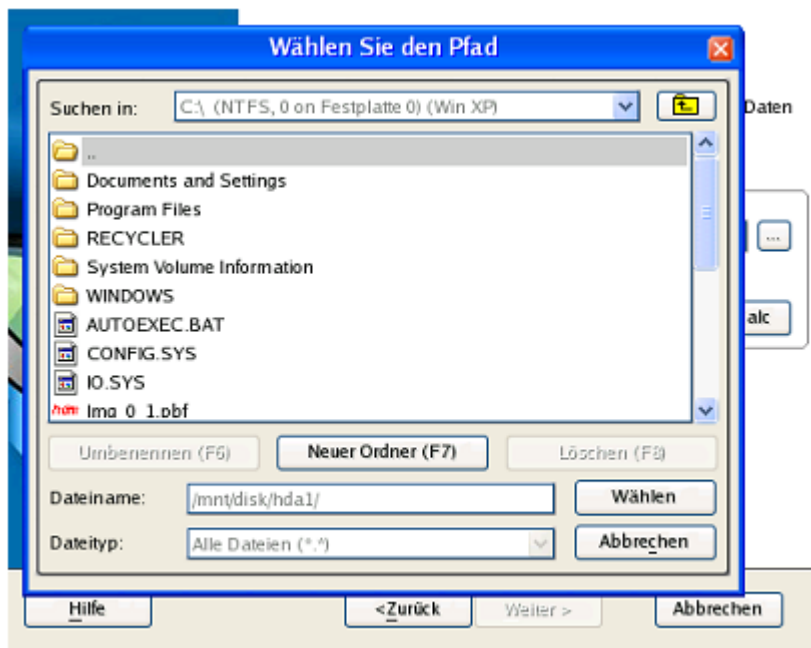 Wählen Sie den Pfad
Suchen in: C:\ (NTFS, 0 on Festplatte 0) (Win XP)
Daten
..
Documents and Settings
Program Files
RECYCLER
System Volume Information
WINDOWS
...
AUTOEXEC.BAT
alc
CONFIG.SYS
IO.SYS
Img_0_1.pbf
Umbenennen (F6) Neuer Ordner (F7) Löschen (F8)
Dateiname: /mnt/disk/hda1/ Wählen
Dateityp: Alle Dateien (*.*) Abbrechen
Hilfe <Zurück Weiter > Abbrechen